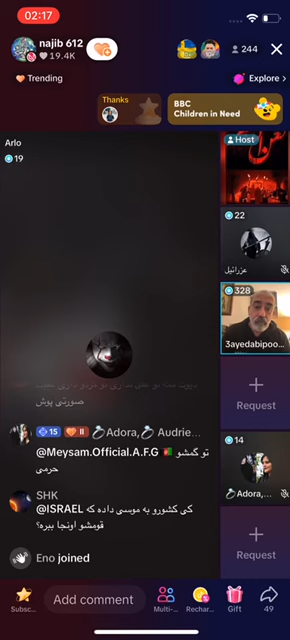 02:17
najib 612
19.4K
244
Trending
Explore >
Thanks
BBC
Children in Need
Arlo
19
Host
22
عزرائیل
328
3ayedabipoo...
Request
صورتی پوش
15 II Adora, Audrie...
@Meysam.Official.A.F.G 🇦🇫 تو گمشو
حرمی
14
Adora,...
SHK
@ISRAEL کی کشورو به موسی داده که
قومشو اونجا ببره؟
Request
Eno joined
Subsc...
Add comment
Multi-...
Rechar...
Gift
49